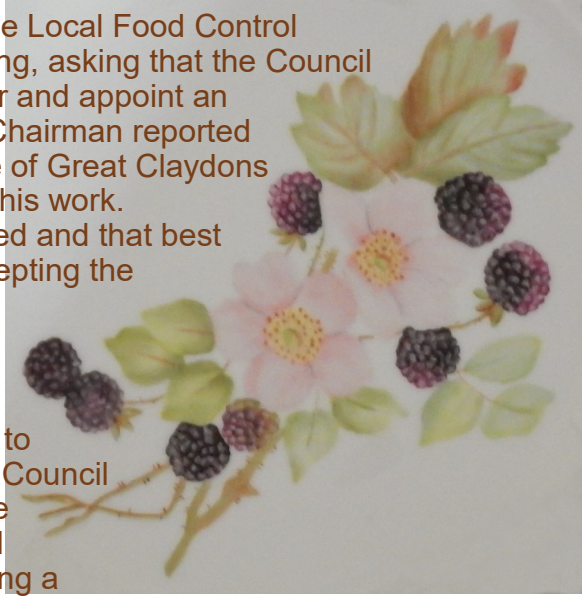 e Local Food Control
ng, asking that the Council
r and appoint an
Chairman reported
e of Great Claydons
his work.
ed and that best
epting the
to
Council
e
l
ng a